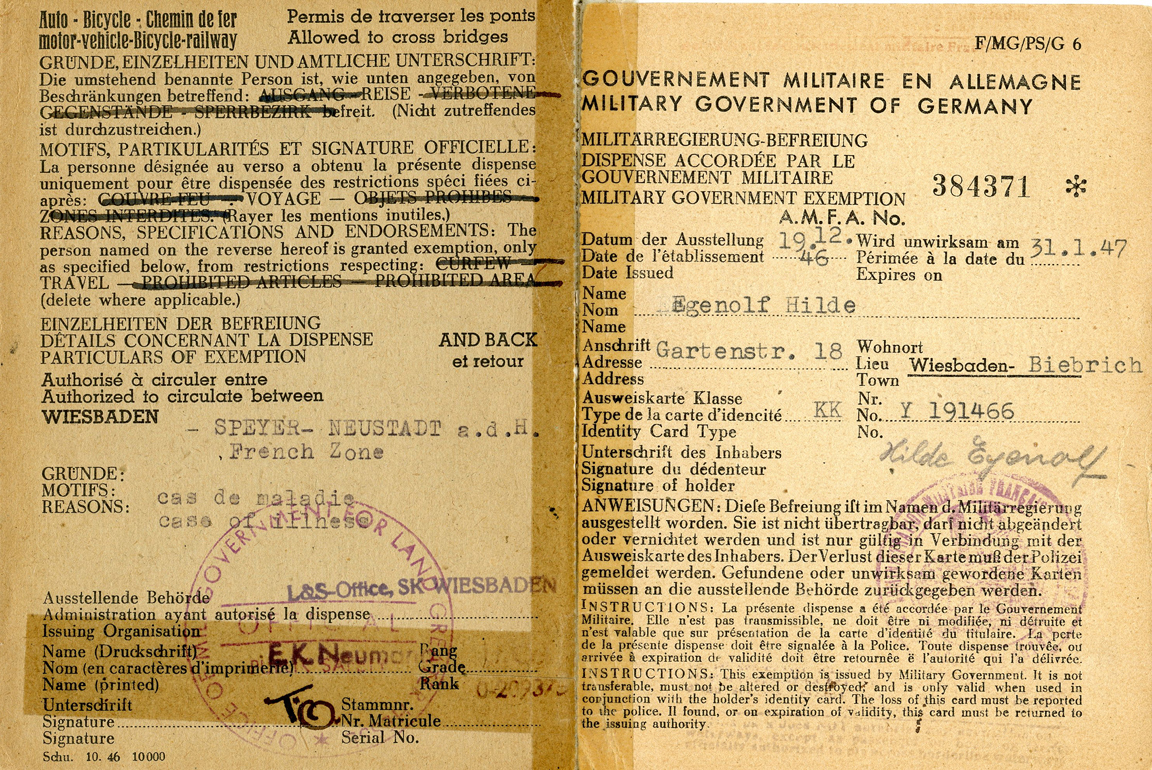 Auto - Bicycle - Chemin de fer
motor-vehicle-Bicycle-railway
Permis de traverser les ponts
Allowed to cross bridges
GRÜNDE, EINZELHEITEN UND AMTLICHE UNTERSCHRIFT:
Die umstehend benannte Person ist, wie unten angegeben, von
Beschränkungen betreffend: AUSGANG—REISE — VERBOTENE
GEGENSTÄNDE - SPERRBEZIRK befreit. (Nicht zutreffendes
ist durchzustreichen.)
MOTIFS, PARTIKULARITÉS ET SIGNATURE OFFICIELLE:
La personne désignée au verso a obtenu la présente dispense
uniquement pour être dispensée des restrictions spéci fiées ci-
après: COUVRE-FEU — VOYAGE — OBJETS PROHIBES
ZONES INTERDITES. (Rayer les mentions inutiles.)
REASONS, SPECIFICATIONS AND ENDORSEMENTS: The
person named on the reverse hereof is granted exemption, only
as specified below, from restrictions respecting: CURFEW —
TRAVEL — PROHIBITED ARTICLES — PROHIBITED AREA
(delete where applicable.)
EINZELHEITEN DER BEFREIUNG
DÉTAILS CONCERNANT LA DISPENSE
PARTICULARS OF EXEMPTION
AND BACK
et retour
Authorisé à circuler entre
Authorized to circulate between
WIESBADEN
- SPEYER- NEUSTADT a.d.H.
,French Zone
GRÜNDE:
MOTIFS:
REASONS:
cas de maladie
case of illness
OFFICE OF MIL. GOVERNMENT FOR LAND GREATER
OFFICIAL
L&S-Office, SK WIESBADEN
Ausstellende Behörde
Administration ayant autorisé la dispense
Issuing Organisation
Name (Druckschrift)
Nom (en caractères d'imprimerie)
Name (printed)
E.K. Neuman
Rang
Grade
Rank
O-209375
Unterschrift
Signature
Signature
Stammnr.
Nr. Matricule
Serial No.
Schu. 10. 46 10000
F/MG/PS/G 6
GOUVERNEMENT MILITAIRE EN ALLEMAGNE
MILITARY GOVERNMENT OF GERMANY
MILITÄRREGIERUNG-BEFREIUNG
DISPENSE ACCORDÉE PAR LE
GOUVERNEMENT MILITAIRE
MILITARY GOVERNMENT EXEMPTION
384371 *
A.M.F.A. No.
Datum der Ausstellung
Date de l'établissement
Date Issued
19.12.
46
Wird unwirksam am
Périmée à la date du
Expires on
31.1.47
Name
Nom
Name
Egenolf Hilde
Anschrift
Adresse
Address
Gartenstr. 18
Wohnort
Lieu
Town
Wiesbaden- Biebrich
Ausweiskarte Klasse
Type de la carte d'idencité
Identity Card Type
KK
Nr.
No.
No.
Y 191466
Unterschrift des Inhabers
Signature du dédenteur
Signature of holder
Hilde Egenolf
ANWEISUNGEN: Diefe Befreiung ift im Namen d. Militärregierung
ausgestellt worden. Sie ist nicht übertragbar, darf nicht abgeändert
oder vernichtet werden und ist nur gültig in Verbindung mit der
Ausweiskarte des Inhabers. Der Verlust dieser Karte muß der Polizei
gemeldet werden. Gefundene oder unwirksam gewordene Karten
müssen an die ausstellende Behörde zurückgegeben werden.
INSTRUCTIONS: La présente dispense a été accordée par le Gouvernement
Militaire. Elle n'est pas transmissible, ne doit être ni modifiée, ni détruite et
n'est valable que sur présentation de la carte d'identité du titulaire. La perte
de la présente dispense doit être signalée à la Police. Toute dispense trouvée, ou
arrivée à expiration de validité doit être retournée ê l'autorité qui l'a délivrée.
INSTRUCTIONS: This exemption is issued by Military Government. It is not
transferable, must not be altered or destroyed, and is only valid when used in
conjunction with the holder's identity card. The loss of this card must be reported
to the police. Il found, or on expiration of validity, this card must be returned to
the issuing authority.